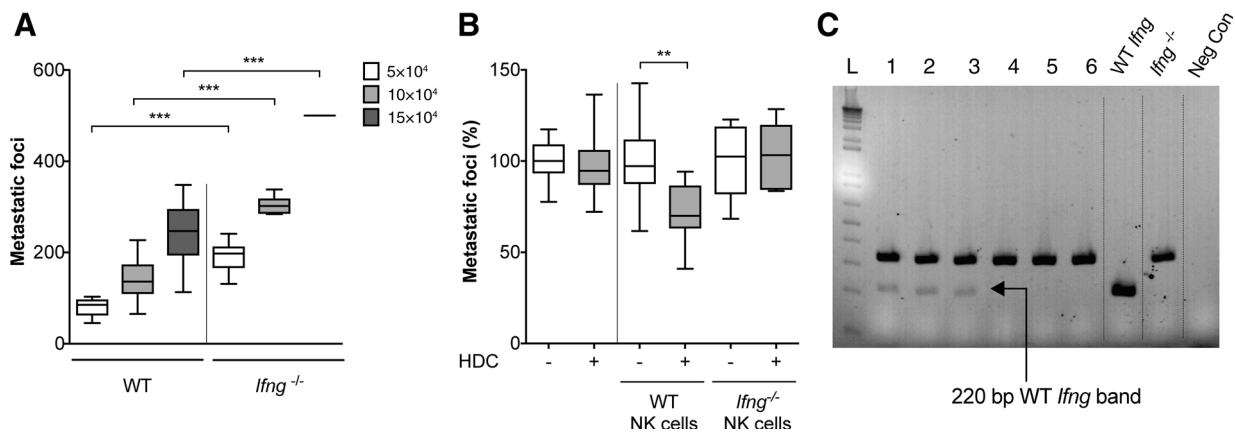 A
Metastatic foci
600
400
200
0
***
***
***
5×10⁴
10×10⁴
15×10⁴
WT
Ifng -/-
B
Metastatic foci (%)
150
100
50
0
**
HDC - + - + - +
WT
NK cells
Ifng-/-
NK cells
C
L 1 2 3 4 5 6 WT Ifng Ifng -/- Neg Con
220 bp WT Ifng band